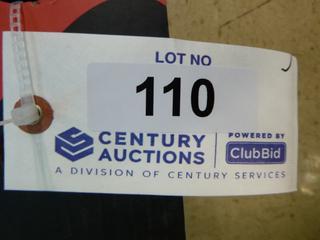 LOT NO
110
CENTURY AUCTIONS
POWERED BY
ClubBid
A DIVISION OF CENTURY SERVICES